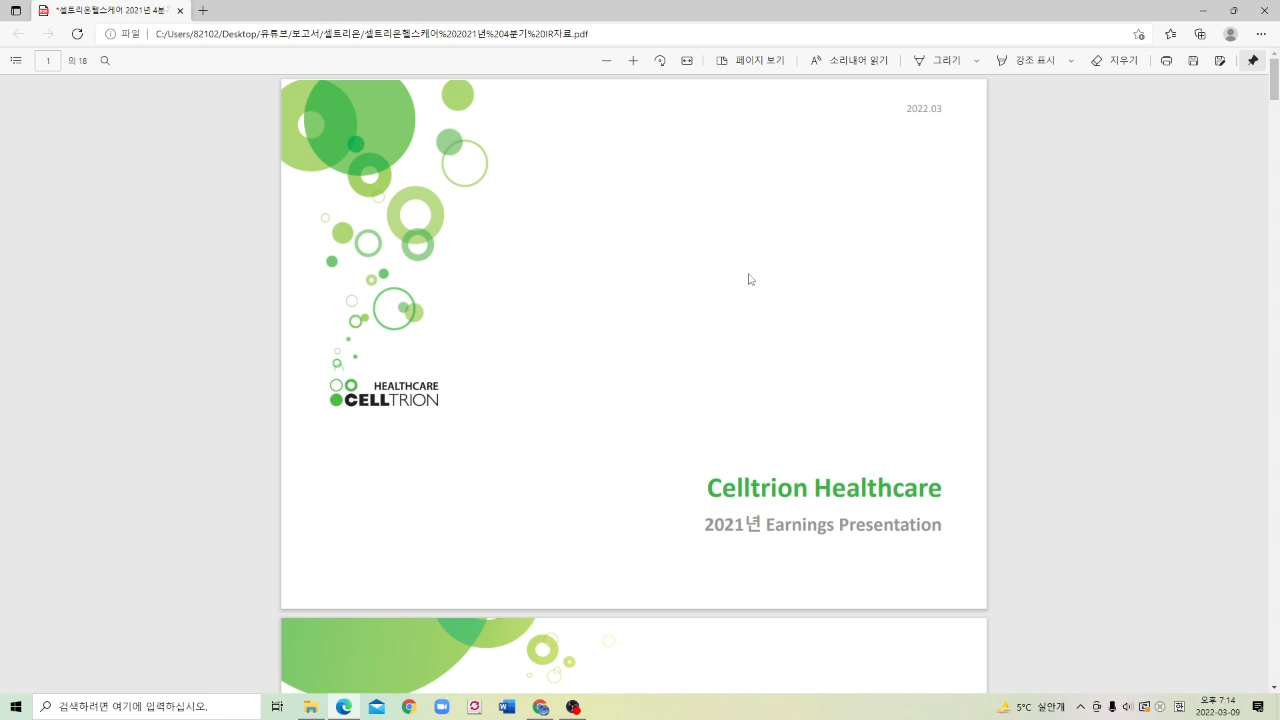 *셀트리온헬스케어 2021년 4분기
파일 C:/Users/82102/Desktop/유튜브/보고서/셀트리온/셀트리온헬스케어%202021년%204분기%20IR자료.pdf
1 의 18 페이지 보기 소리내어 읽기 그리기 강조 표시 지우기
2022.03
HEALTHCARE
CELLTRION
Celltrion Healthcare
2021년 Earnings Presentation
검색하려면 여기에 입력하십시오.
5°C 옅안개
오후 7:14
2022-03-09